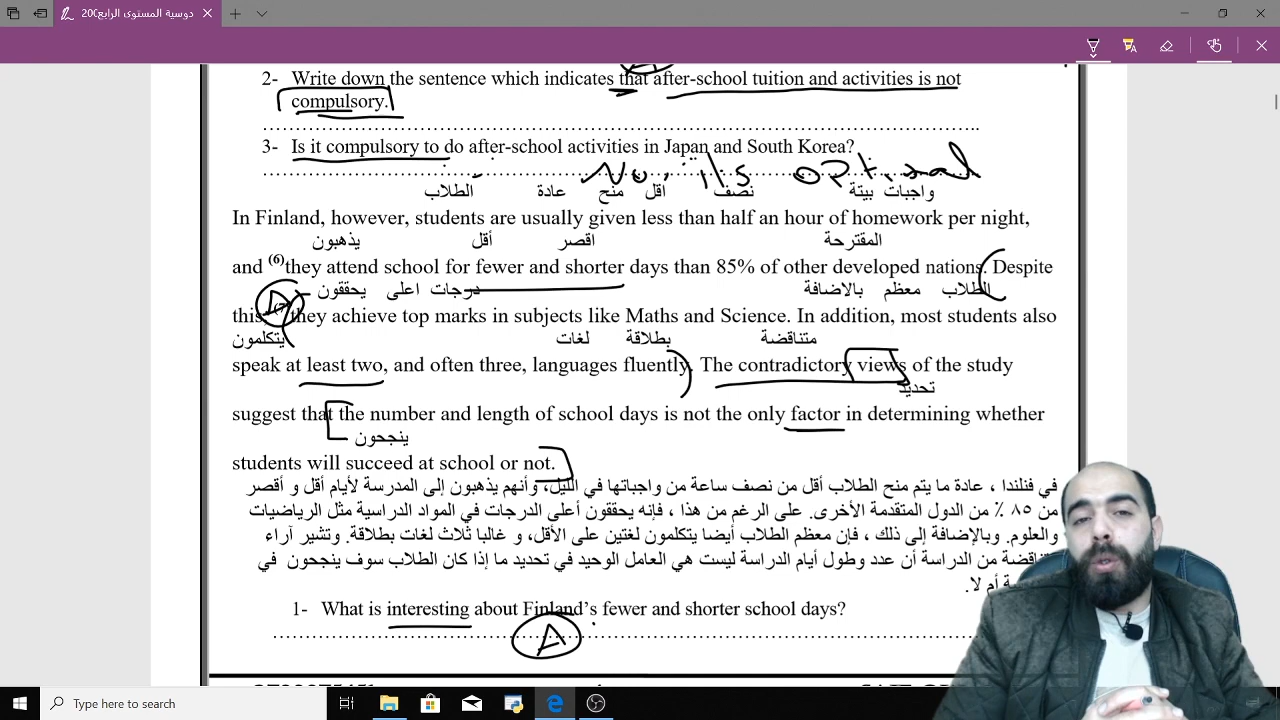 دوسية المستوى الرابع200
2- Write down the sentence which indicates that after-school tuition and activities is not
compulsory.
3- Is it compulsory to do after-school activities in Japan and South Korea?
No. it's optional
الطلاب عادة منح اقل نصف واجبات بيتة
In Finland, however, students are usually given less than half an hour of homework per night,
يذهبون أقل اقصر المقترحة
and (6)they attend school for fewer and shorter days than 85% of other developed nations. Despite
يحققون اعلى درجات بالاضافة معظم الطلاب
this, they achieve top marks in subjects like Maths and Science. In addition, most students also
A
يتكلمون لغات بطلاقة متناقضة
speak at least two, and often three, languages fluently. The contradictory views of the study
تحديد
suggest that the number and length of school days is not the only factor in determining whether
ينجحون
students will succeed at school or not.
في فنلندا ، عادة ما يتم منح الطلاب أقل من نصف ساعة من واجباتها في الليل، وأنهم يذهبون إلى المدرسة لأيام أقل و أقصر
من ٨٥ ٪ من الدول المتقدمة الأخرى. على الرغم من هذا ، فإنه يحققون أعلى الدرجات في المواد الدراسية مثل الرياضيات
والعلوم. وبالإضافة إلى ذلك ، فإن معظم الطلاب أيضا يتكلمون لغتين على الأقل، و غالبا ثلاث لغات بطلاقة. وتشير آراء
من الدراسة أن عدد وطول أيام الدراسة ليست هي العامل الوحيد في تحديد ما إذا كان الطلاب سوف ينجحون في
أم لا.
1- What is interesting about Finland's fewer and shorter school days?
A
Type here to search